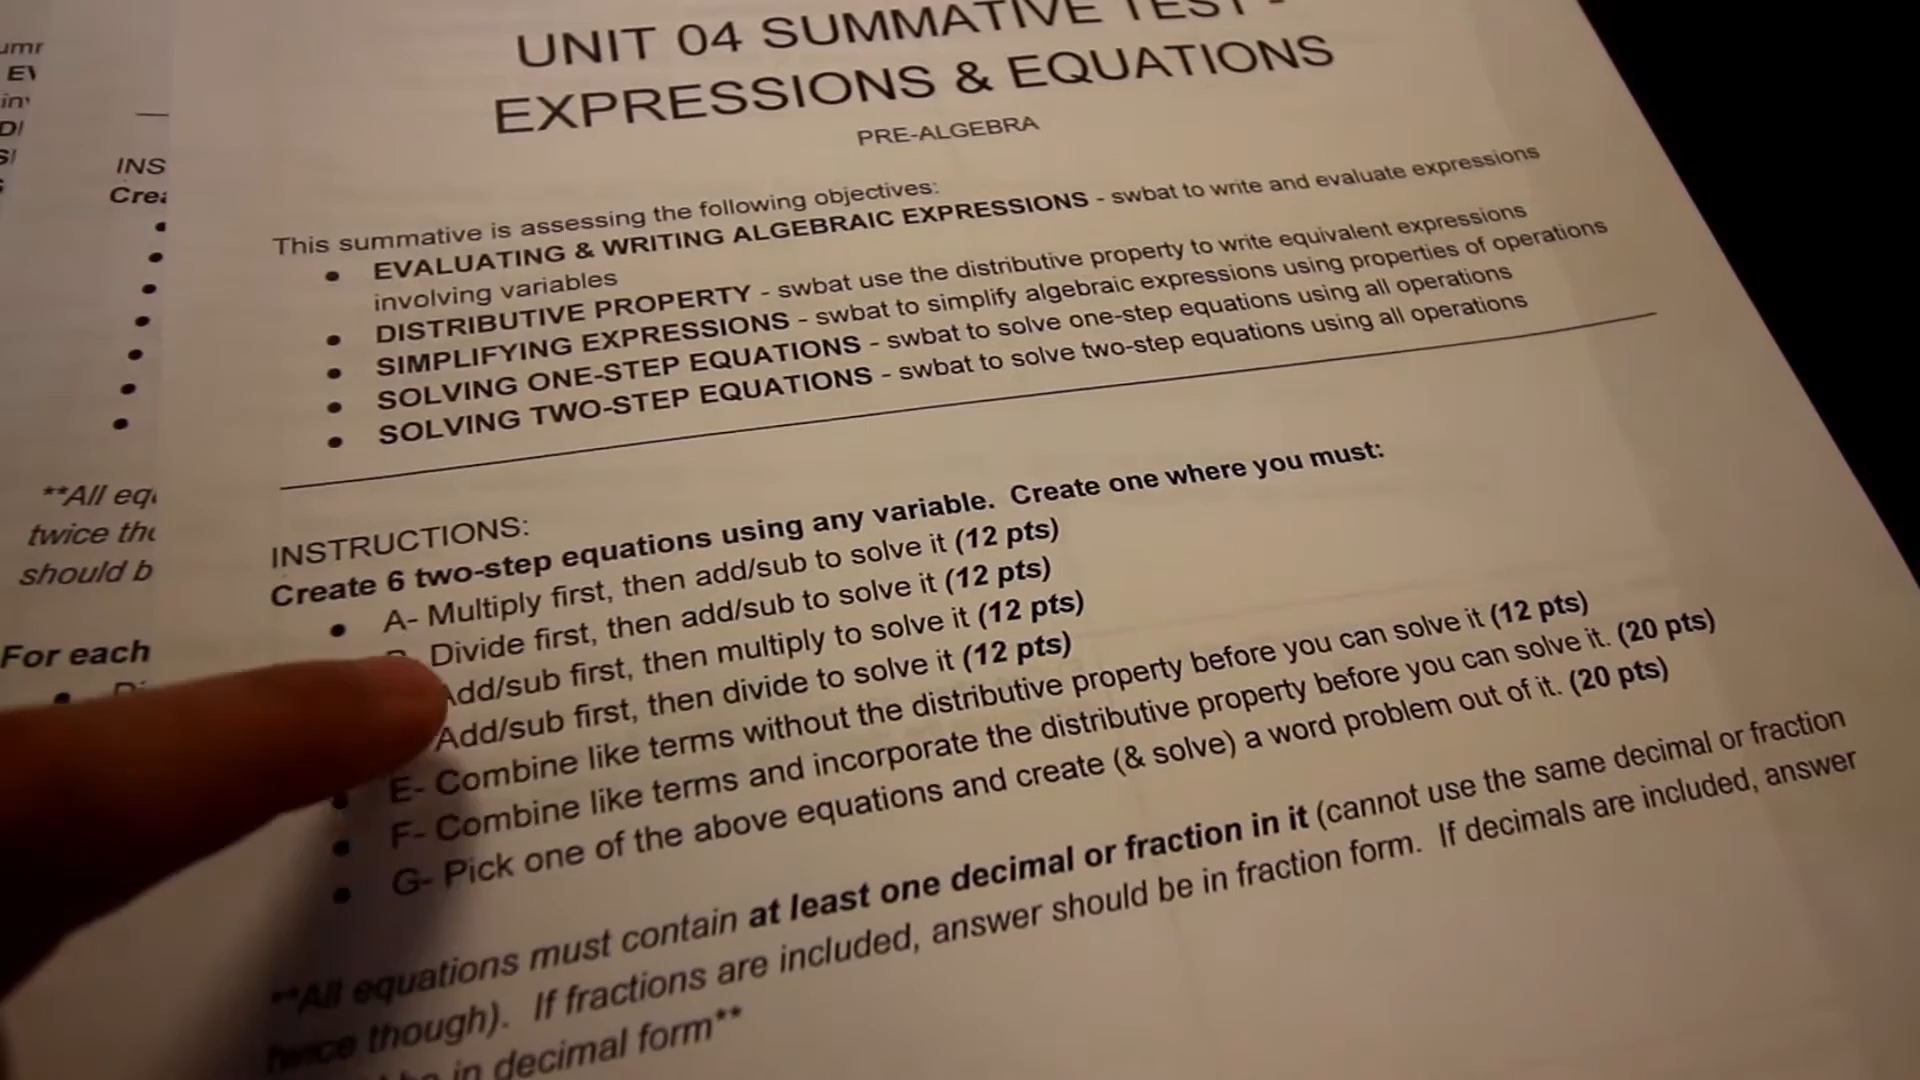 UNIT 04 SUMMATIVE TEST -
EXPRESSIONS & EQUATIONS
PRE-ALGEBRA
This summative is assessing the following objectives:
• EVALUATING & WRITING ALGEBRAIC EXPRESSIONS - swbat to write and evaluate expressions
involving variables
• DISTRIBUTIVE PROPERTY - swbat use the distributive property to write equivalent expressions
• SIMPLIFYING EXPRESSIONS - swbat to simplify algebraic expressions using properties of operations
• SOLVING ONE-STEP EQUATIONS - swbat to solve one-step equations using all operations
• SOLVING TWO-STEP EQUATIONS - swbat to solve two-step equations using all operations
INSTRUCTIONS:
Create 6 two-step equations using any variable. Create one where you must:
• A- Multiply first, then add/sub to solve it (12 pts)
Divide first, then add/sub to solve it (12 pts)
Add/sub first, then multiply to solve it (12 pts)
Add/sub first, then divide to solve it (12 pts)
• E- Combine like terms without the distributive property before you can solve it (12 pts)
• F- Combine like terms and incorporate the distributive property before you can solve it. (20 pts)
• G- Pick one of the above equations and create (& solve) a word problem out of it. (20 pts)
**All equations must contain at least one decimal or fraction in it (cannot use the same decimal or fraction
twice though). If fractions are included, answer should be in fraction form. If decimals are included, answer
in decimal form**
INS
**All
twice
should b
For each